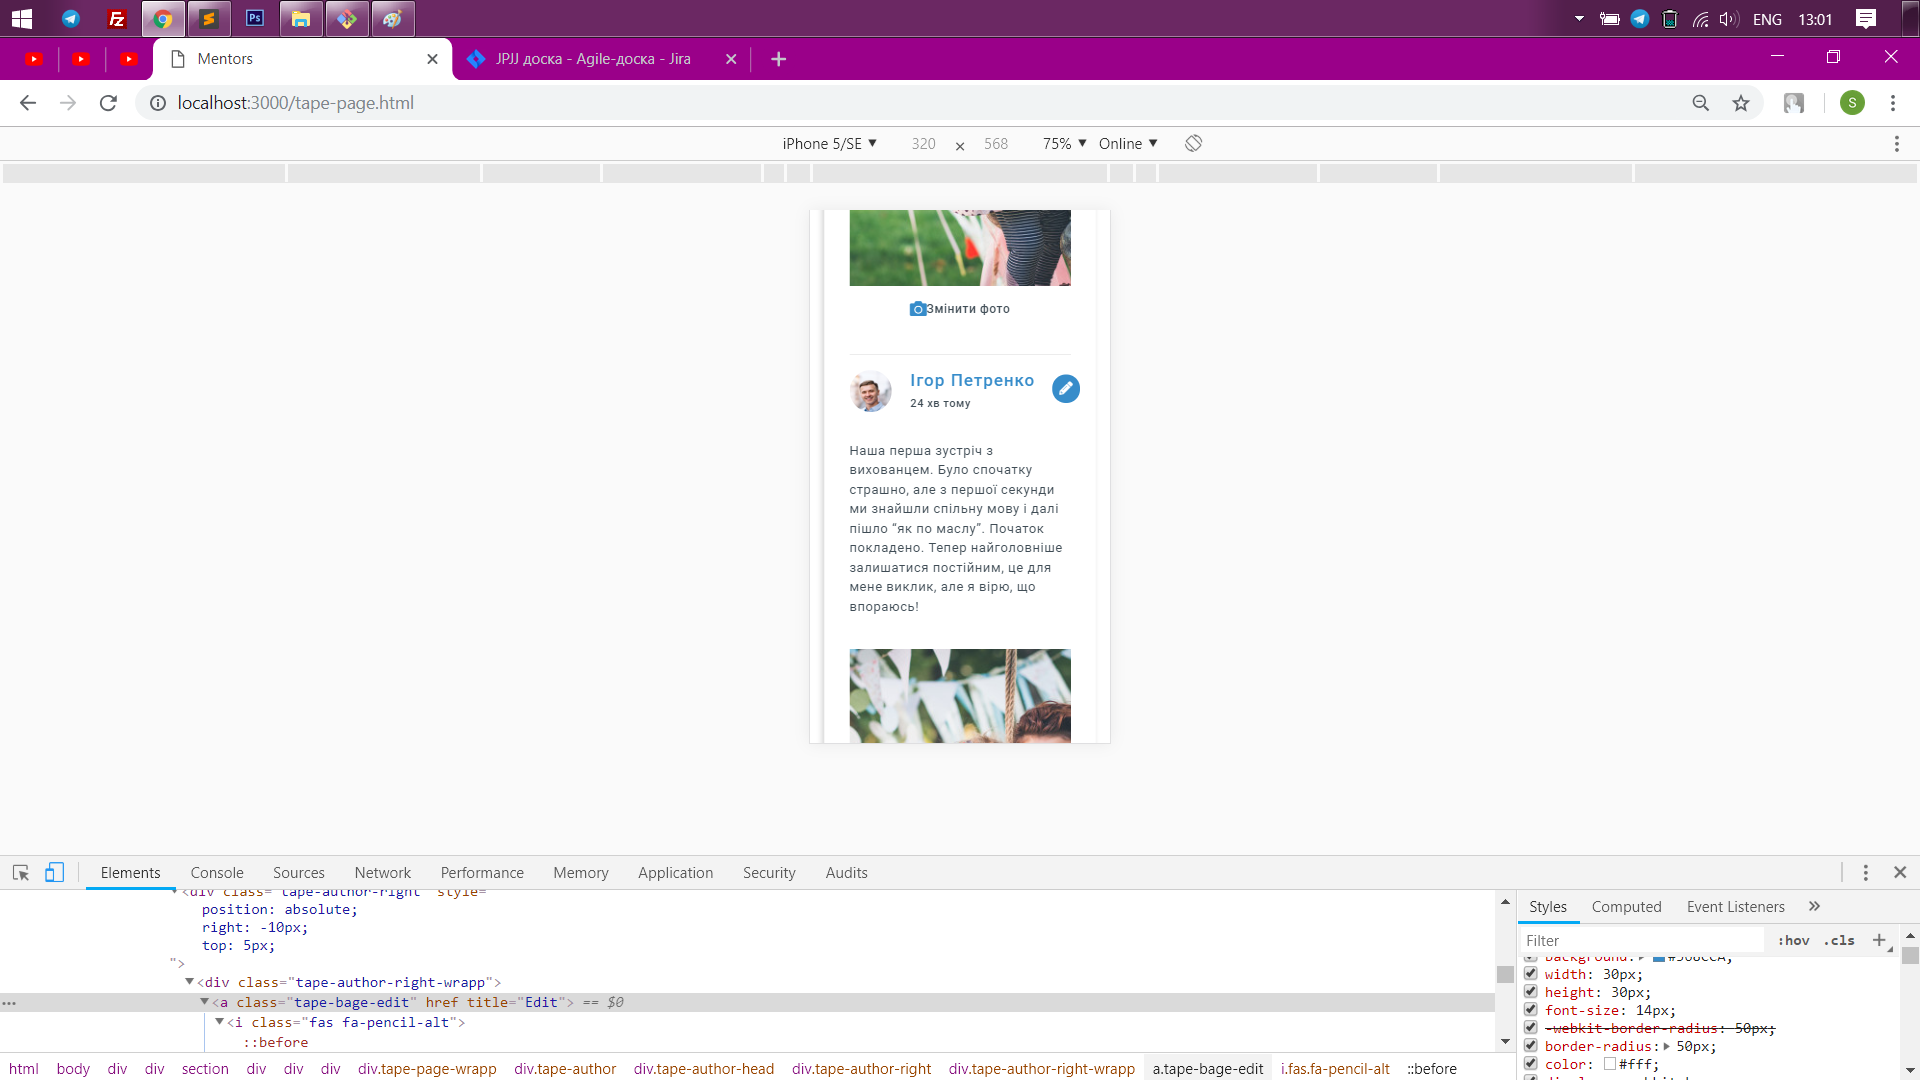 ENG 13:01
Mentors
JPJJ доска - Agile-доска - Jira
localhost:3000/tape-page.html
S
iPhone 5/SE 320 × 568 75% Online
Змінити фото
Ігор Петренко
24 хв тому
Наша перша зустріч з
вихованцем. Було спочатку
страшно, але з першої секунди
ми знайшли спільну мову і далі
пішло “як по маслу”. Початок
покладено. Тепер найголовніше
залишатися постійним, це для
мене виклик, але я вірю, що
впораюсь!
Elements Console Sources Network Performance Memory Application Security Audits
<div class="tape-author-right" style="
position: absolute;
right: -10px;
top: 5px;
">
<div class="tape-author-right-wrapp">
<a class="tape-bage-edit" href title="Edit"> == $0
<i class="fas fa-pencil-alt">
::before
html body div div section div div div div.tape-page-wrapp div.tape-author div.tape-author-head div.tape-author-right div.tape-author-right-wrapp a.tape-bage-edit i.fas.fa-pencil-alt ::before
Styles Computed Event Listeners »
Filter :hov .cls +
width: 30px;
height: 30px;
font-size: 14px;
-webkit-border-radius: 50px;
border-radius: 50px;
color: #fff;